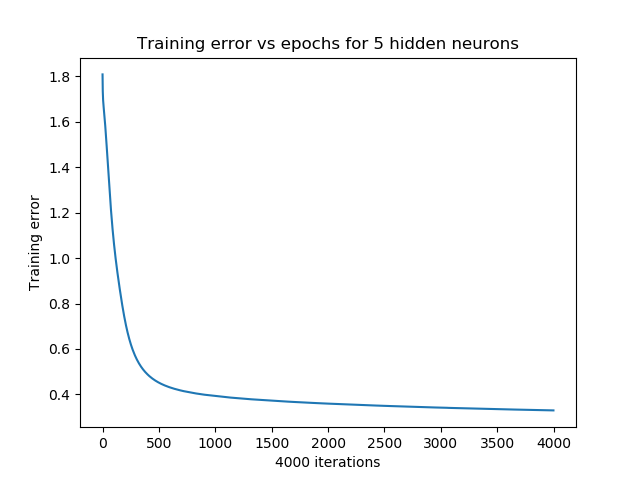 Training error vs epochs for 5 hidden neurons
Training error
1.8
1.6
1.4
1.2
1.0
0.8
0.6
0.4
0 500 1000 1500 2000 2500 3000 3500 4000
4000 iterations